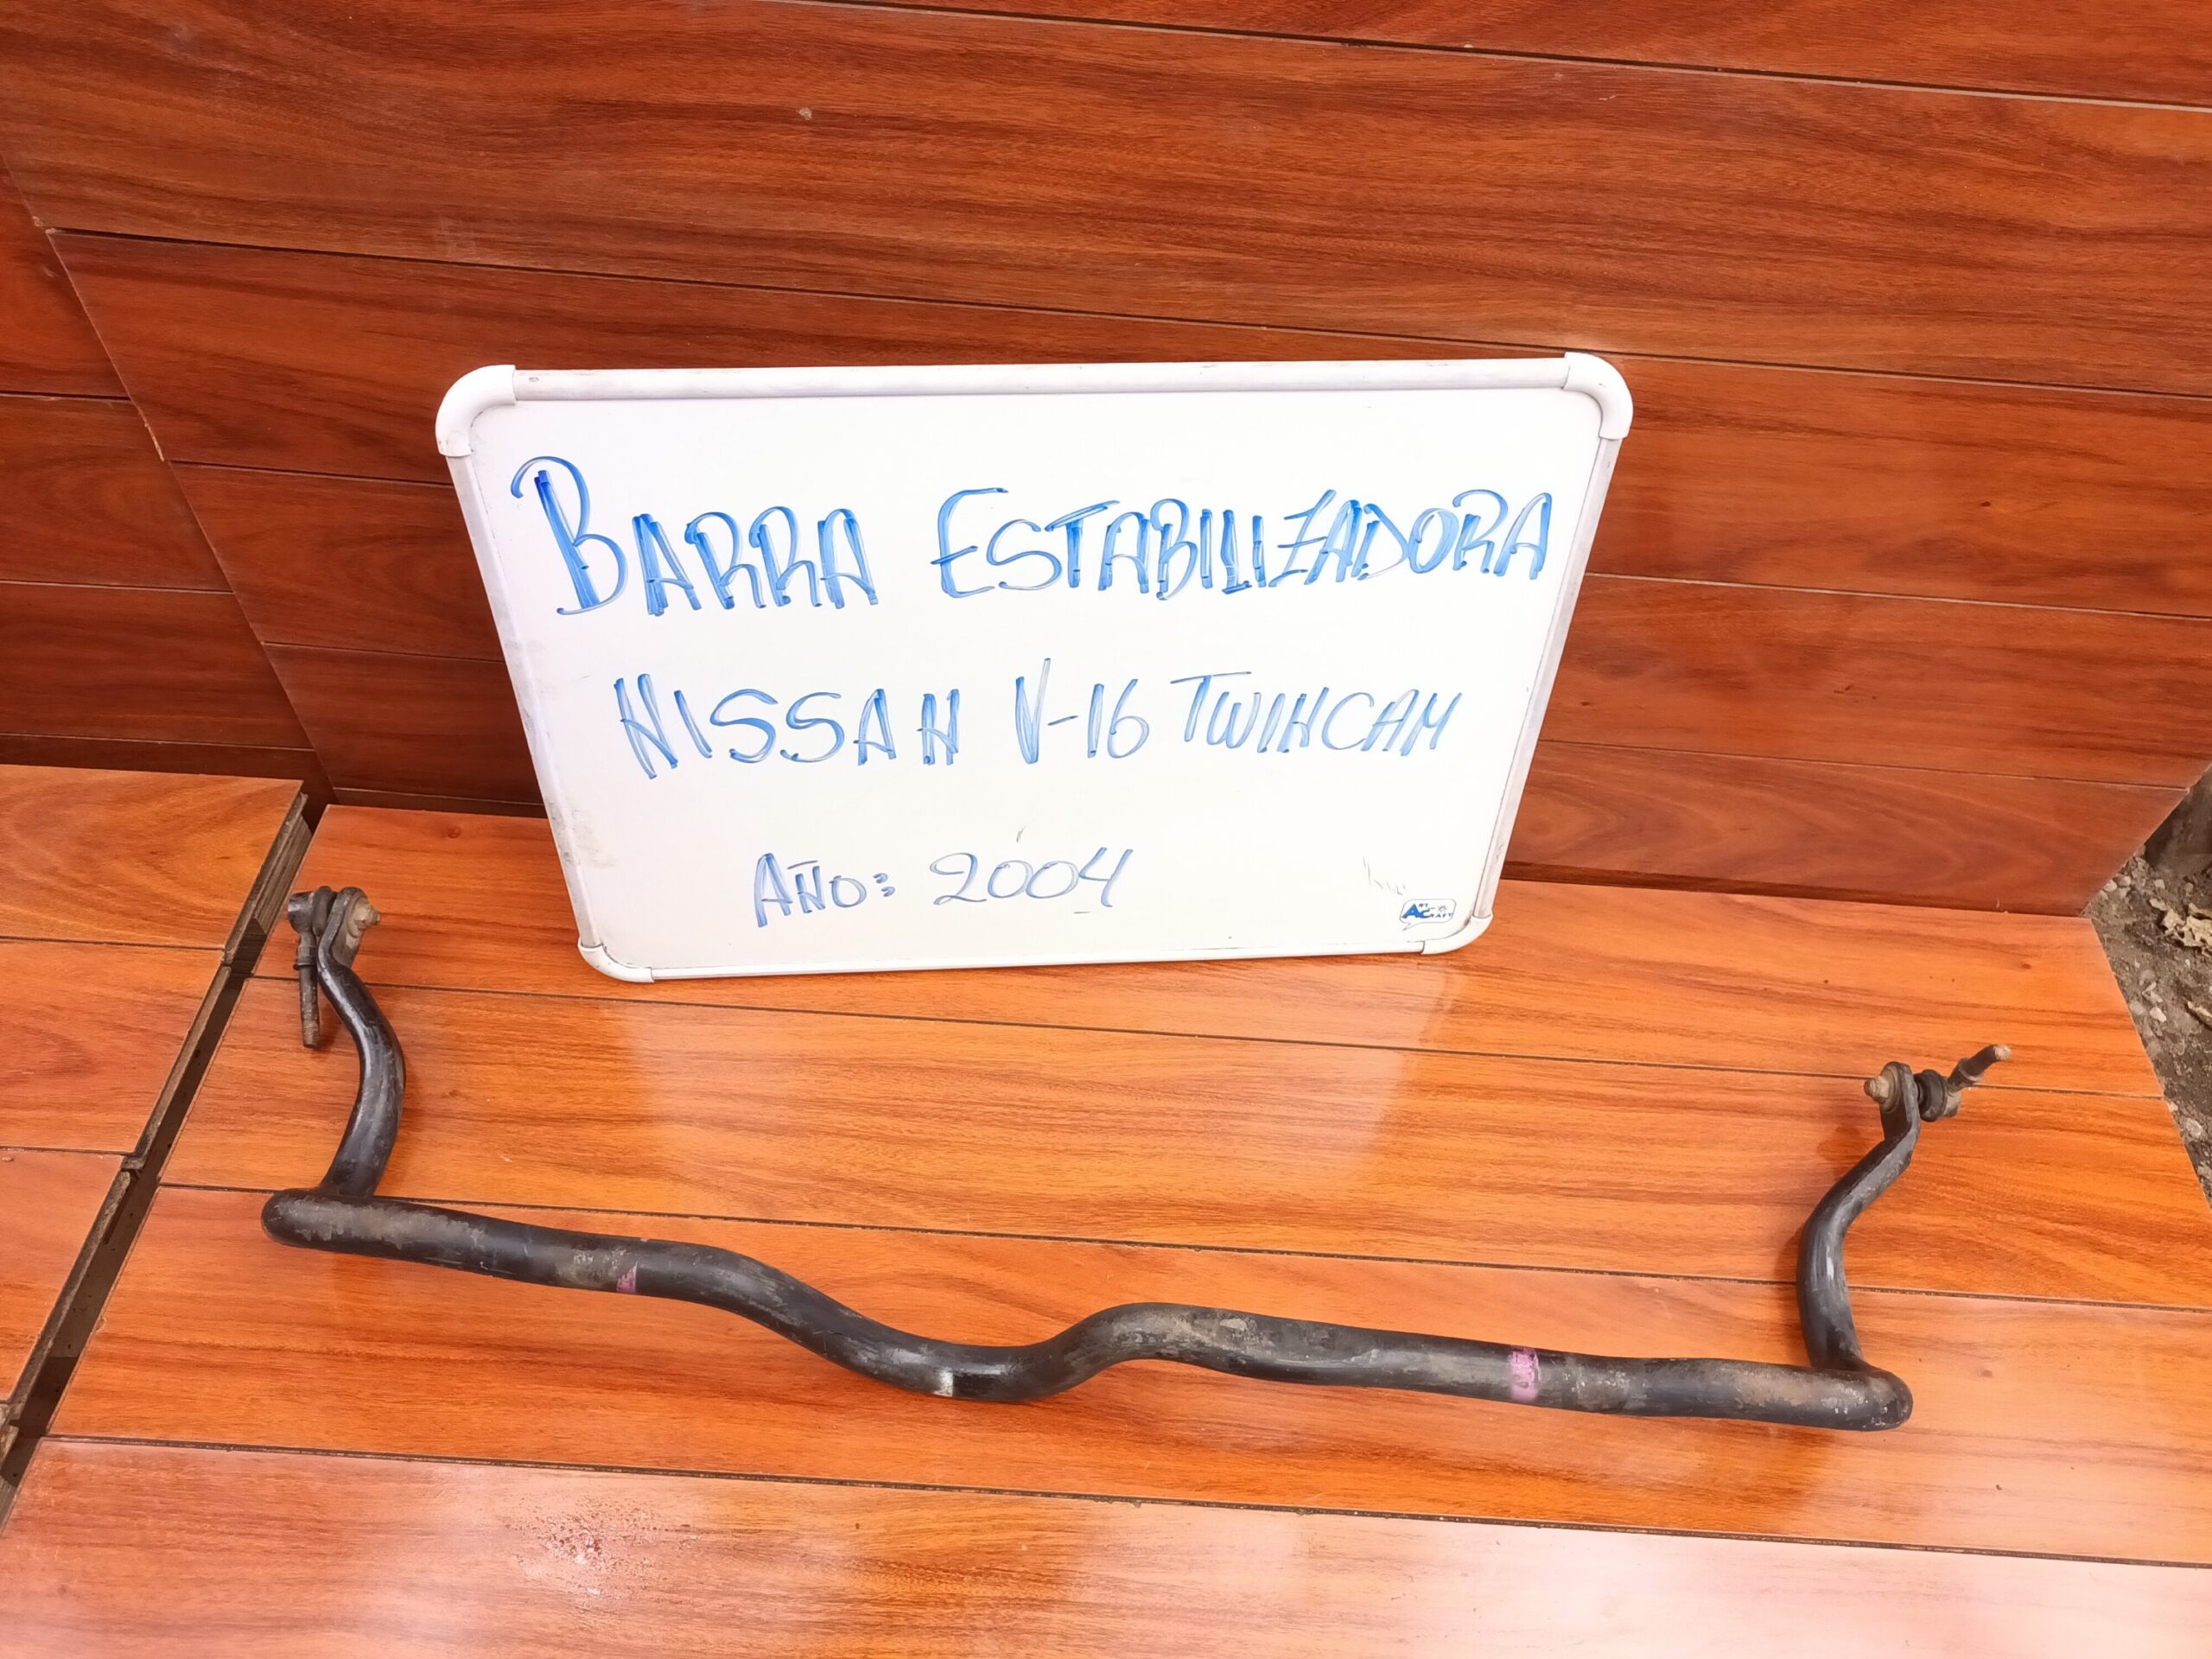 BARRA ESTABILIZADORA
NISSAN V-16 TWINCAM
AÑO: 2004